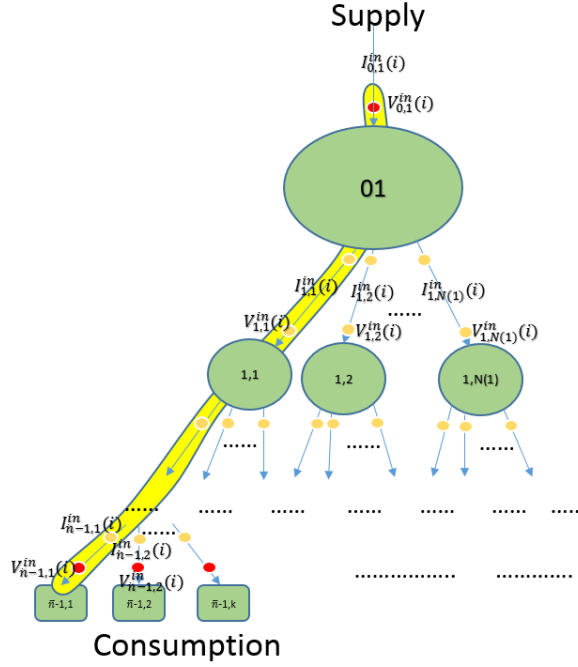 Supply
I^{in}_{0,1}(i)
V^{in}_{0,1}(i)
01
I^{in}_{1,1}(i)
I^{in}_{1,2}(i)
I^{in}_{1,N(1)}(i)
......
V^{in}_{1,1}(i)
V^{in}_{1,2}(i)
V^{in}_{1,N(1)}(i)
1,1
1,2
1,N(1)
...... ...... ......
...... ...... ...... ...... ...... ......
I^{in}_{n̄-1,1}(i)
......
I^{in}_{n̄-1,2}(i)
V^{in}_{n̄-1,1}(i)
V^{in}_{n̄-1,2}(i)
.................. ..............
n̄-1,1
n̄-1,2
n̄-1,k
Consumption